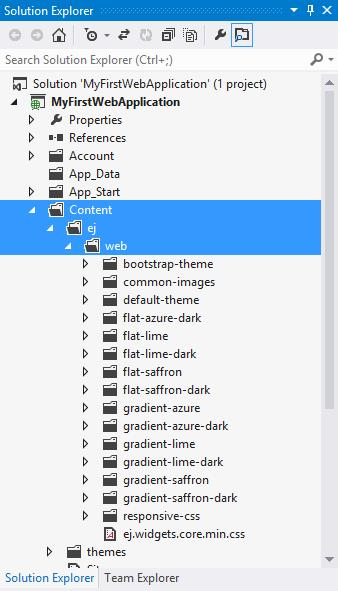 Solution Explorer
Search Solution Explorer (Ctrl+;)
Solution 'MyFirstWebApplication' (1 project)
MyFirstWebApplication
Properties
References
Account
App_Data
App_Start
Content
ej
web
bootstrap-theme
common-images
default-theme
flat-azure-dark
flat-lime
flat-lime-dark
flat-saffron
flat-saffron-dark
gradient-azure
gradient-azure-dark
gradient-lime
gradient-lime-dark
gradient-saffron
gradient-saffron-dark
responsive-css
ej.widgets.core.min.css
themes
Solution Explorer Team Explorer